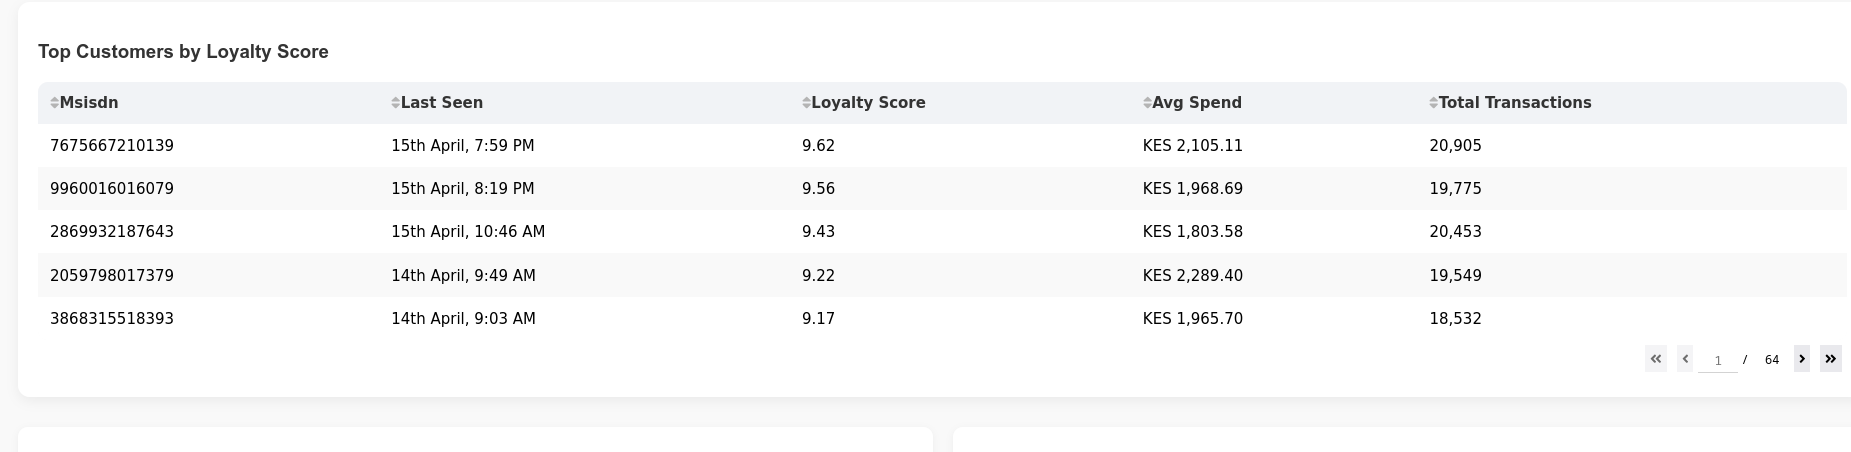 Top Customers by Loyalty Score
Msisdn Last Seen Loyalty Score Avg Spend Total Transactions
7675667210139 15th April, 7:59 PM 9.62 KES 2,105.11 20,905
9960016016079 15th April, 8:19 PM 9.56 KES 1,968.69 19,775
2869932187643 15th April, 10:46 AM 9.43 KES 1,803.58 20,453
2059798017379 14th April, 9:49 AM 9.22 KES 2,289.40 19,549
3868315518393 14th April, 9:03 AM 9.17 KES 1,965.70 18,532
« ‹ 1 / 64 › »